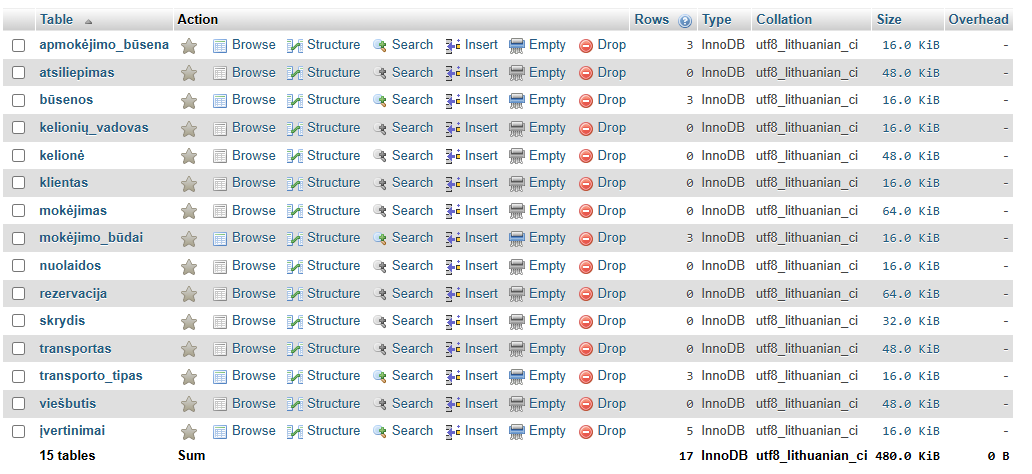 Table Action Rows Type Collation Size Overhead
apmokėjimo_būsena Browse Structure Search Insert Empty Drop 3 InnoDB utf8_lithuanian_ci 16.0 KiB -
atsiliepimas Browse Structure Search Insert Empty Drop 0 InnoDB utf8_lithuanian_ci 48.0 KiB -
būsenos Browse Structure Search Insert Empty Drop 3 InnoDB utf8_lithuanian_ci 16.0 KiB -
kelionių_vadovas Browse Structure Search Insert Empty Drop 0 InnoDB utf8_lithuanian_ci 16.0 KiB -
kelionė Browse Structure Search Insert Empty Drop 0 InnoDB utf8_lithuanian_ci 48.0 KiB -
klientas Browse Structure Search Insert Empty Drop 0 InnoDB utf8_lithuanian_ci 16.0 KiB -
mokėjimas Browse Structure Search Insert Empty Drop 0 InnoDB utf8_lithuanian_ci 64.0 KiB -
mokėjimo_būdai Browse Structure Search Insert Empty Drop 3 InnoDB utf8_lithuanian_ci 16.0 KiB -
nuolaidos Browse Structure Search Insert Empty Drop 0 InnoDB utf8_lithuanian_ci 16.0 KiB -
rezervacija Browse Structure Search Insert Empty Drop 0 InnoDB utf8_lithuanian_ci 64.0 KiB -
skrydis Browse Structure Search Insert Empty Drop 0 InnoDB utf8_lithuanian_ci 32.0 KiB -
transportas Browse Structure Search Insert Empty Drop 0 InnoDB utf8_lithuanian_ci 48.0 KiB -
transporto_tipas Browse Structure Search Insert Empty Drop 3 InnoDB utf8_lithuanian_ci 16.0 KiB -
viešbutis Browse Structure Search Insert Empty Drop 0 InnoDB utf8_lithuanian_ci 48.0 KiB -
įvertinimai Browse Structure Search Insert Empty Drop 5 InnoDB utf8_lithuanian_ci 16.0 KiB -
15 tables Sum 17 InnoDB utf8_lithuanian_ci 480.0 KiB 0 B